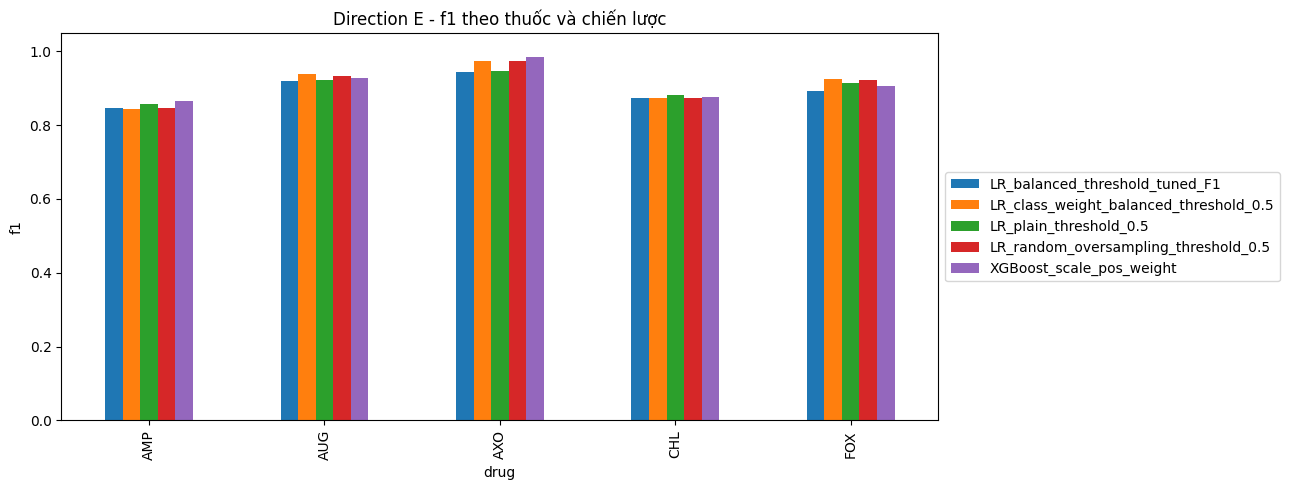 Direction E - f1 theo thuốc và chiến lược
1.0
0.8
0.6
0.4
0.2
0.0
f1
AMP
AUG
AXO
CHL
FOX
drug
LR_balanced_threshold_tuned_F1
LR_class_weight_balanced_threshold_0.5
LR_plain_threshold_0.5
LR_random_oversampling_threshold_0.5
XGBoost_scale_pos_weight